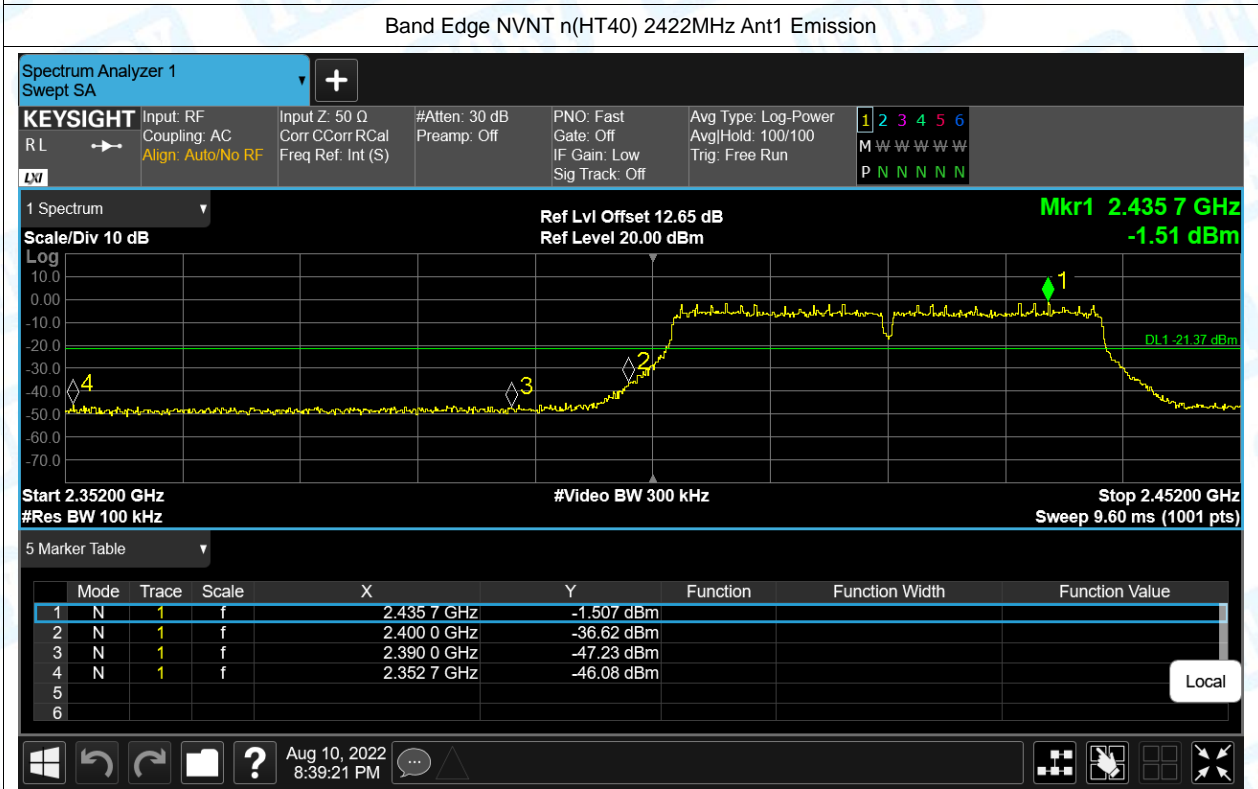 Band Edge NVNT n(HT40) 2422MHz Ant1 Emission
Spectrum Analyzer 1
Swept SA
KEYSIGHT
RL
LXI
Input: RF
Coupling: AC
Align: Auto/No RF
Input Z: 50 Ω
Corr CCorr RCal
Freq Ref: Int (S)
#Atten: 30 dB
Preamp: Off
PNO: Fast
Gate: Off
IF Gain: Low
Sig Track: Off
Avg Type: Log-Power
Avg|Hold: 100/100
Trig: Free Run
1 2 3 4 5 6
M W W W W W
P N N N N N
1 Spectrum
Scale/Div 10 dB
Ref Lvl Offset 12.65 dB
Ref Level 20.00 dBm
Mkr1 2.435 7 GHz
-1.51 dBm
Log
10.0
0.00
-10.0
-20.0
-30.0
-40.0
-50.0
-60.0
-70.0
1
DL1 -21.37 dBm
2
3
4
Start 2.35200 GHz
#Video BW 300 kHz
Stop 2.45200 GHz
#Res BW 100 kHz
Sweep 9.60 ms (1001 pts)
5 Marker Table
Mode Trace Scale X Y Function Function Width Function Value
1 N 1 f 2.435 7 GHz -1.507 dBm
2 N 1 f 2.400 0 GHz -36.62 dBm
3 N 1 f 2.390 0 GHz -47.23 dBm
4 N 1 f 2.352 7 GHz -46.08 dBm
5
6
Local
?
Aug 10, 2022
8:39:21 PM